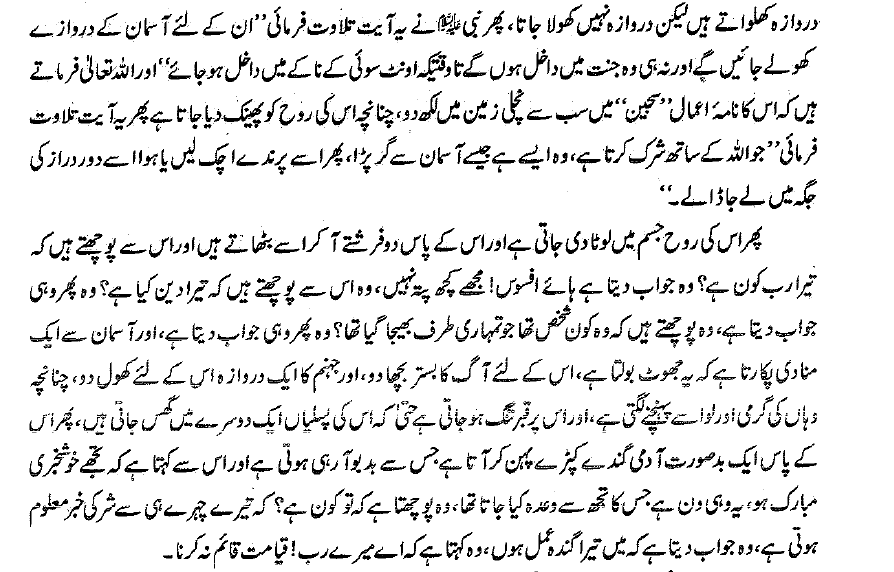 دروازہ کھلواتے ہیں لیکن دروازہ نہیں کھولا جاتا، پھر نبی ﷺ نے یہ آیت تلاوت فرمائی ”ان کے لئے آسمان کے دروازے
کھولے جائیں گے اور نہ ہی وہ جنت میں داخل ہوں گے تا وقتیکہ اونٹ سوئی کے ناکے میں داخل ہو جائے“ اور اللہ تعالیٰ فرماتے
ہیں کہ اس کا نامۂ اعمال ”سجین“ میں سب سے نچلی زمین میں لکھ دو، چنانچہ اس کی روح کو پھینک دیا جاتا ہے پھر یہ آیت تلاوت
فرمائی ”جو اللہ کے ساتھ شرک کرتا ہے، وہ ایسے ہے جیسے آسمان سے گر پڑا، پھر اسے پرندے اچک لیں یا ہوا اسے دور دراز کی
جگہ میں لے جا ڈالے۔“
پھر اس کی روح جسم میں لوٹا دی جاتی ہے اور اس کے پاس دو فرشتے آ کر اسے بٹھاتے ہیں اور اس سے پوچھتے ہیں کہ
تیرا رب کون ہے؟ وہ جواب دیتا ہے ہائے افسوس! مجھے کچھ پتہ نہیں، وہ اس سے پوچھتے ہیں کہ تیرا دین کیا ہے؟ وہ پھر وہی
جواب دیتا ہے، وہ پوچھتے ہیں کہ وہ کون شخص تھا جو تمہاری طرف بھیجا گیا تھا؟ وہ پھر وہی جواب دیتا ہے، اور آسمان سے ایک
منادی پکارتا ہے کہ یہ جھوٹ بولتا ہے، اس کے لئے آگ کا بستر بچھا دو، اور جہنم کا ایک دروازہ اس کے لئے کھول دو، چنانچہ
وہاں کی گرمی اور لو اسے پہنچنے لگتی ہے، اور اس پر قبر تنگ ہو جاتی ہے حتیٰ کہ اس کی پسلیاں ایک دوسرے میں گھس جاتی ہیں، پھر اس
کے پاس ایک بدصورت آدمی گندے کپڑے پہن کر آتا ہے جس سے بدبو آ رہی ہوتی ہے اور اس سے کہتا ہے کہ تجھے خوشخبری
مبارک ہو، یہ وہی دن ہے جس کا تجھ سے وعدہ کیا جاتا تھا، وہ پوچھتا ہے کہ تو کون ہے؟ کہ تیرے چہرے ہی سے شر کی خبر معلوم
ہوتی ہے، وہ جواب دیتا ہے کہ میں تیرا گندہ عمل ہوں، وہ کہتا ہے کہ اے میرے رب! قیامت قائم نہ کرنا۔